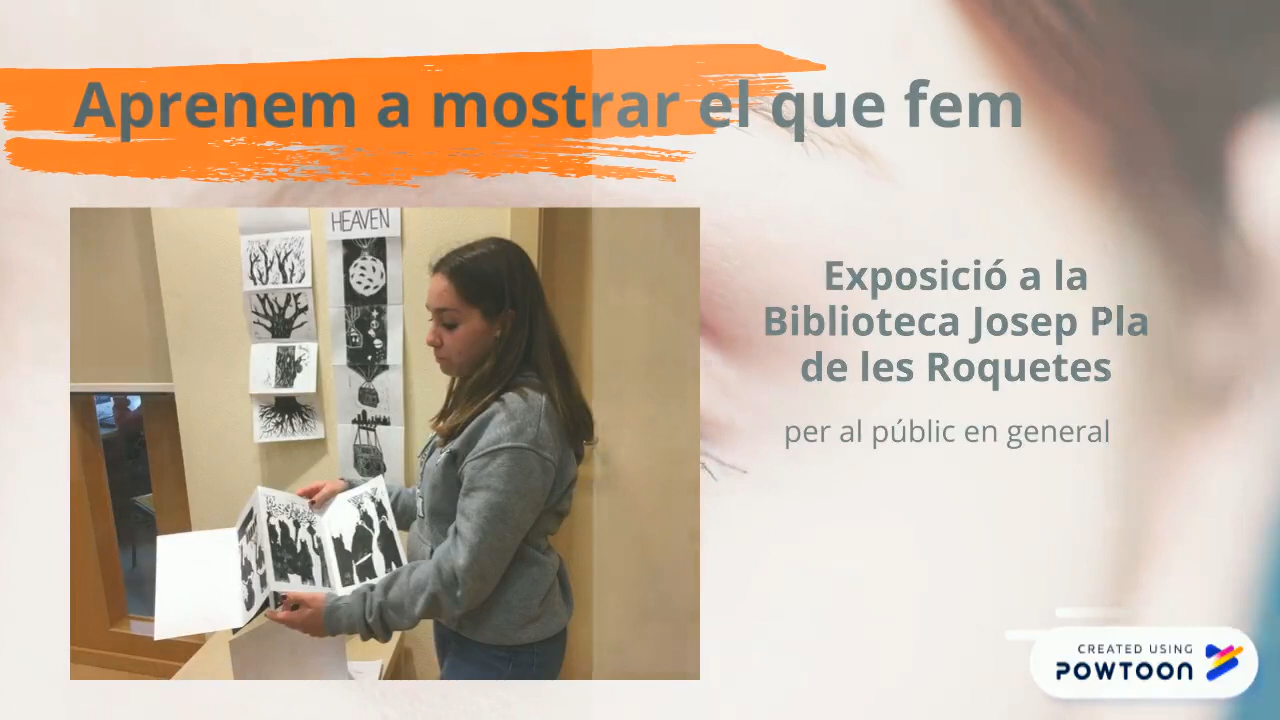 Aprenem a mostrar el que fem
HEAVEN
Exposició a la
Biblioteca Josep Pla
de les Roquetes
per al públic en general
CREATED USING
POWTOON